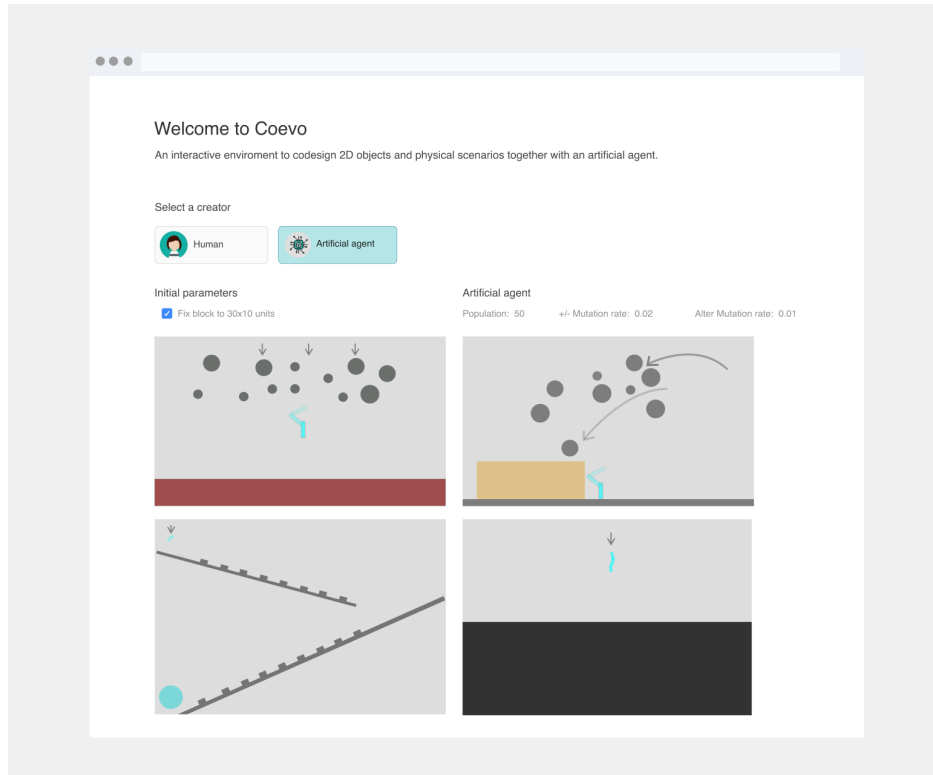 Welcome to Coevo
An interactive enviroment to codesign 2D objects and physical scenarios together with an artificial agent.
Select a creator
Human
Artificial agent
Initial parameters
Fix block to 30x10 units
Artificial agent
Population: 50 +/- Mutation rate: 0.02 Alter Mutation rate: 0.01